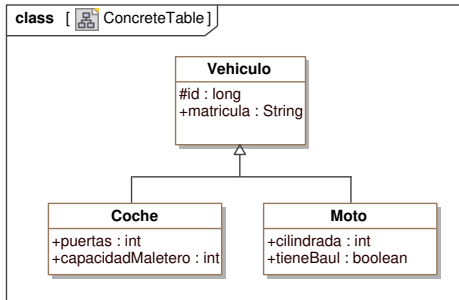 class [ ConcreteTable ]
Vehiculo
#id : long
+matricula : String
Coche
+puertas : int
+capacidadMaletero : int
Moto
+cilindrada : int
+tieneBaul : boolean